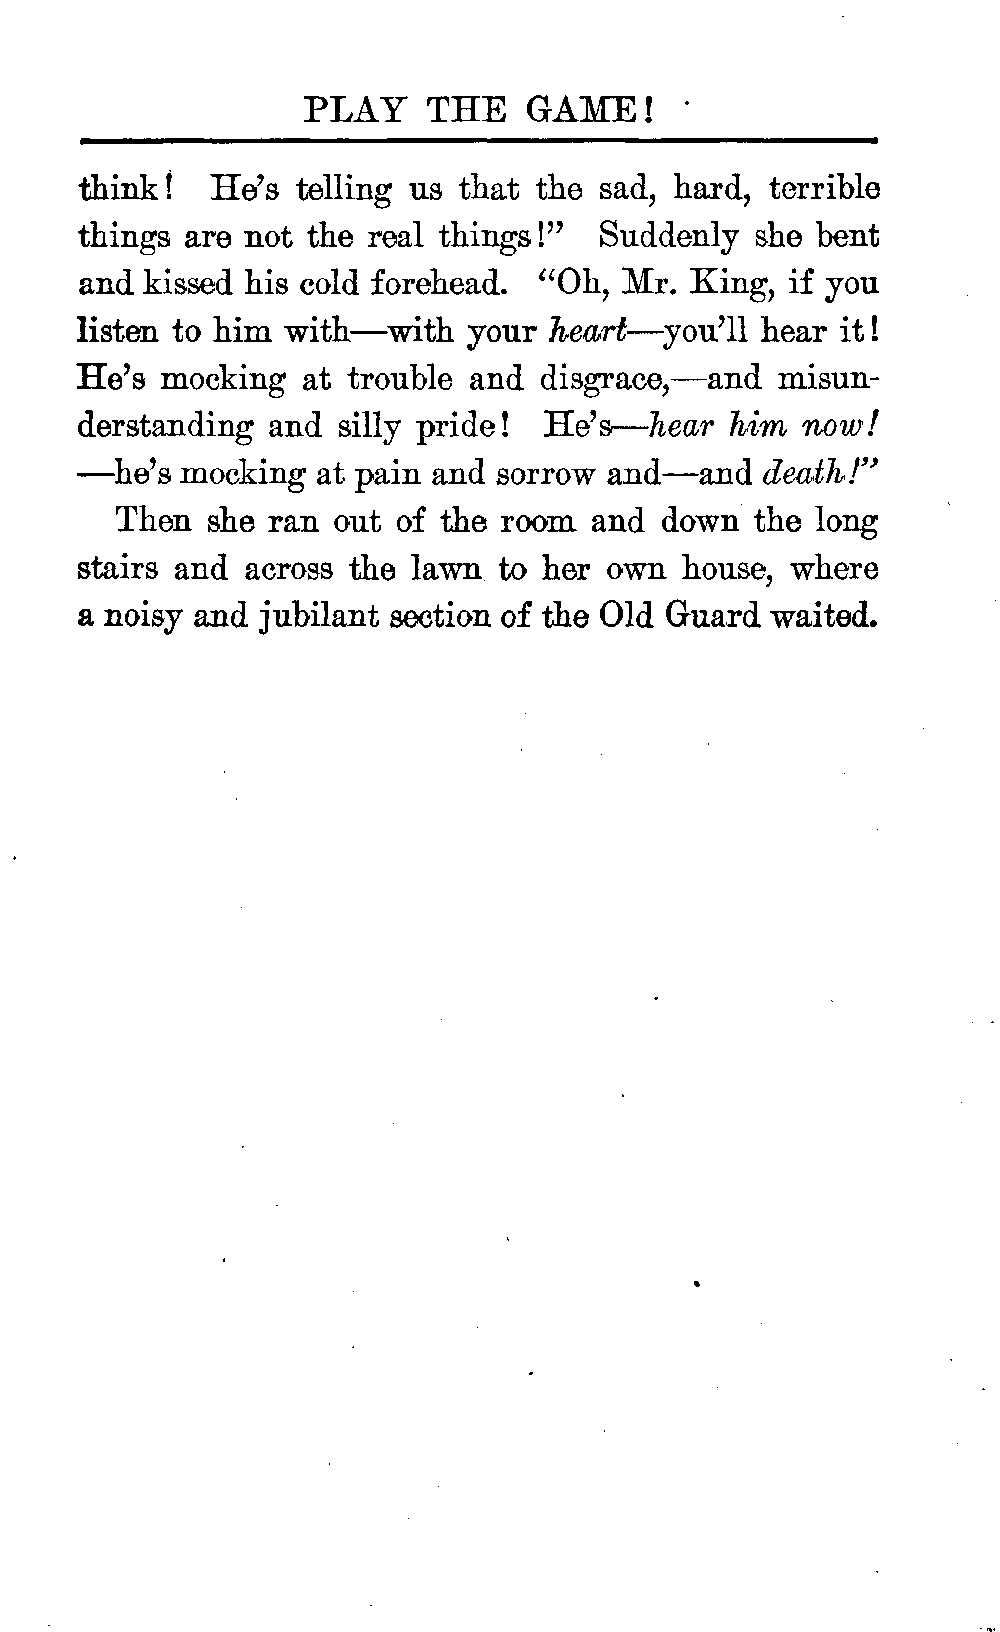 PLAY THE GAME!
think! He's telling us that the sad, hard, terrible
things are not the real things!” Suddenly she bent
and kissed his cold forehead. “Oh, Mr. King, if you
listen to him with—with your heart—you'll hear it!
He's mocking at trouble and disgrace,—and misun-
derstanding and silly pride! He's—hear him now!
—he's mocking at pain and sorrow and—and death!”
Then she ran out of the room and down the long
stairs and across the lawn to her own house, where
a noisy and jubilant section of the Old Guard waited.